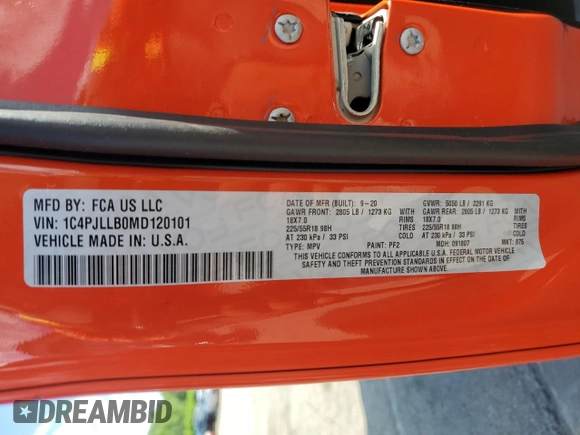 MFD BY: FCA US LLC
VIN: 1C4PJLLB0MD120101
VEHICLE MADE IN: U.S.A.
DATE OF MFR (BUILT): 9-20 GVWR: 5050 LB / 2291 KG
GAWR FRONT: 2805 LB / 1273 KG WITH GAWR REAR: 2805 LB / 1273 KG WITH
18X7.0 RIMS 18X7.0 RIMS
225/55R18 98H TIRES 225/55R18 98H TIRES
AT 230 kPa / 33 PSI COLD AT 230 kPa / 33 PSI COLD
TYPE: MPV PAINT: PF2 MDH: 091807 MKT: 875
THIS VEHICLE CONFORMS TO ALL APPLICABLE U.S.A. FEDERAL MOTOR VEHICLE
SAFETY AND THEFT PREVENTION STANDARDS IN EFFECT ON THE DATE OF
MANUFACTURE SHOWN ABOVE.
DREAMBID